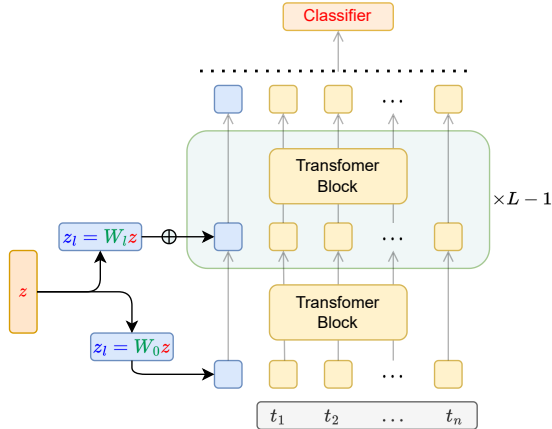 Classifier
...
Transfomer
Block
×L − 1
z_l = W_l z
...
z
Transfomer
Block
z_l = W_0 z
...
t_1 t_2 ... t_n